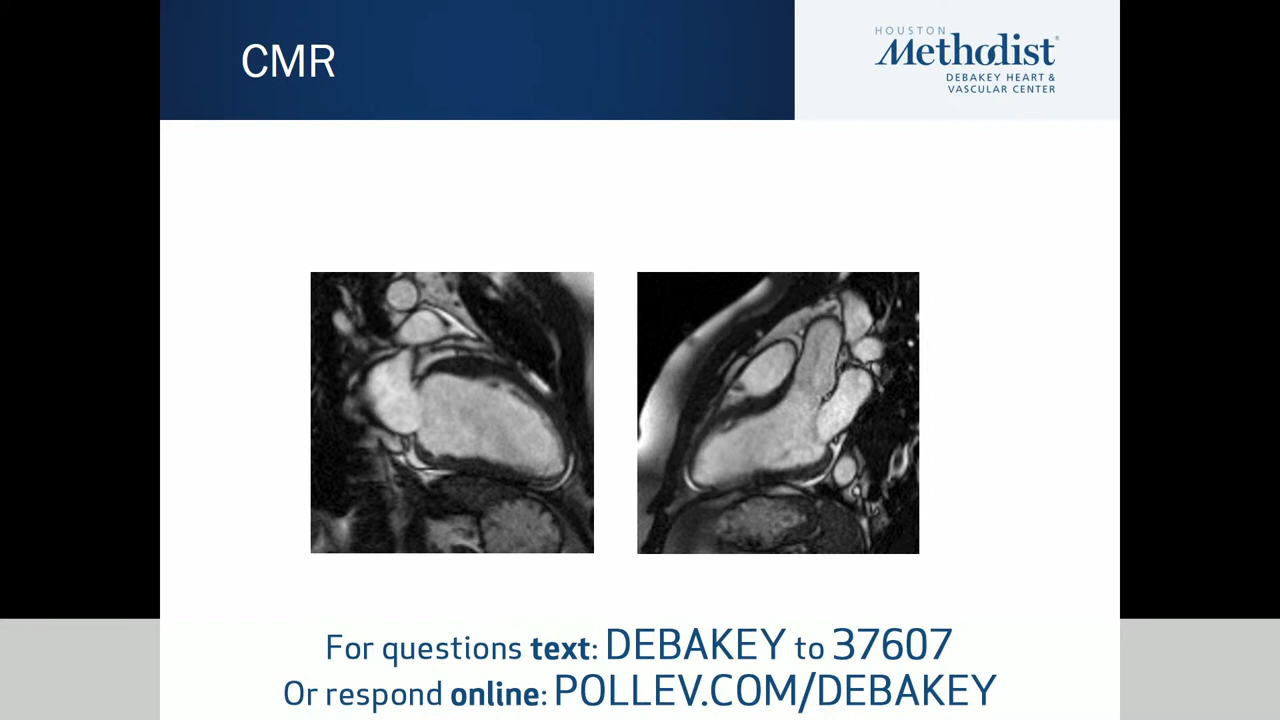 CMR
HOUSTON
Methodist®
DEBAKEY HEART &
VASCULAR CENTER
For questions text: DEBAKEY to 37607
Or respond online: POLLEV.COM/DEBAKEY